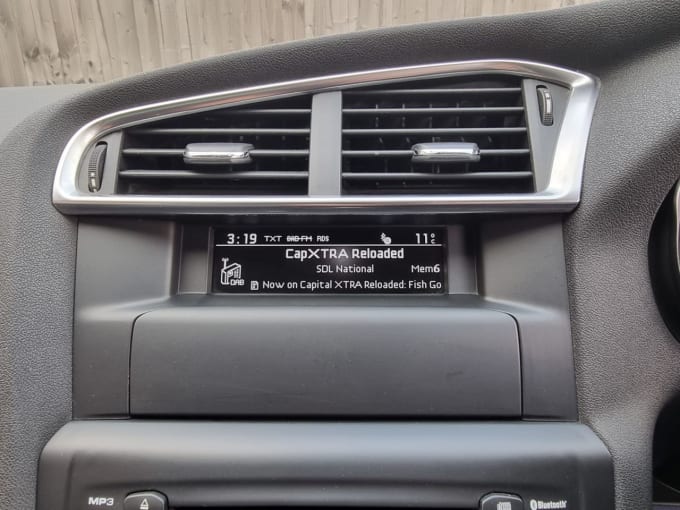 3:19 TXT DAB-FM RDS 11°C
CapXTRA Reloaded
SDL National Mem6
DAB
Now on Capital XTRA Reloaded: Fish Go
MP3
Bluetooth